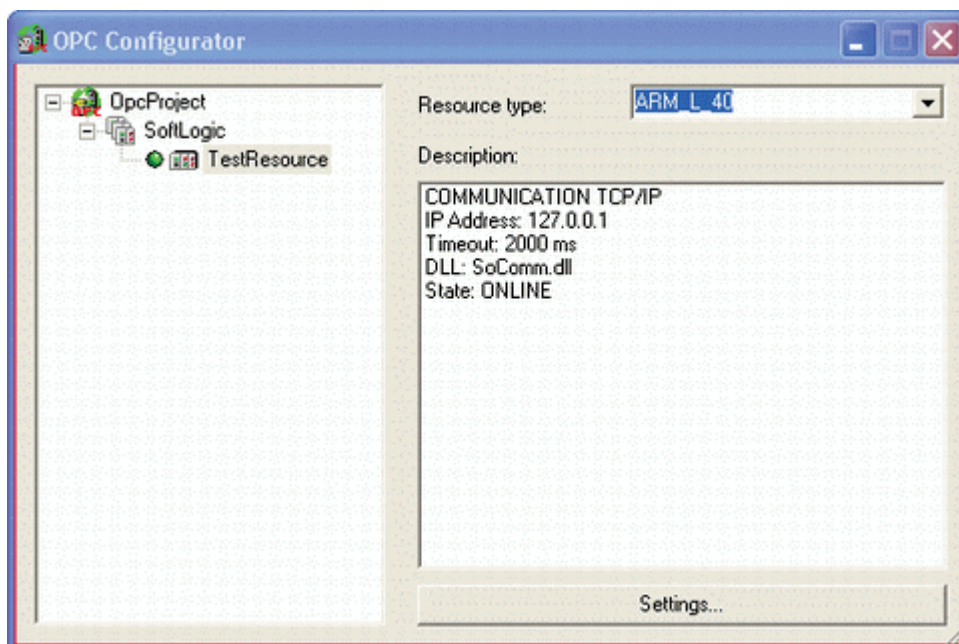 OPC Configurator
OpcProject
SoftLogic
TestResource
Resource type:
ARM_L_40
Description:
COMMUNICATION TCP/IP
IP Address: 127.0.0.1
Timeout: 2000 ms
DLL: SoComm.dll
State: ONLINE
Settings...